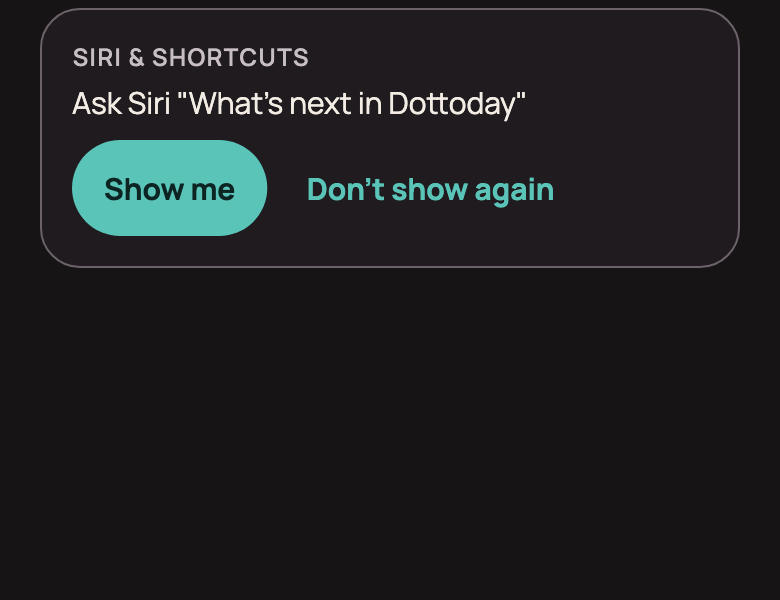 SIRI & SHORTCUTS
Ask Siri "What's next in Dottoday"
Show me
Don't show again